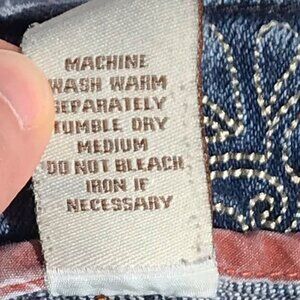 MACHINE
WASH WARM
SEPARATELY
TUMBLE DRY
MEDIUM
DO NOT BLEACH
IRON IF
NECESSARY